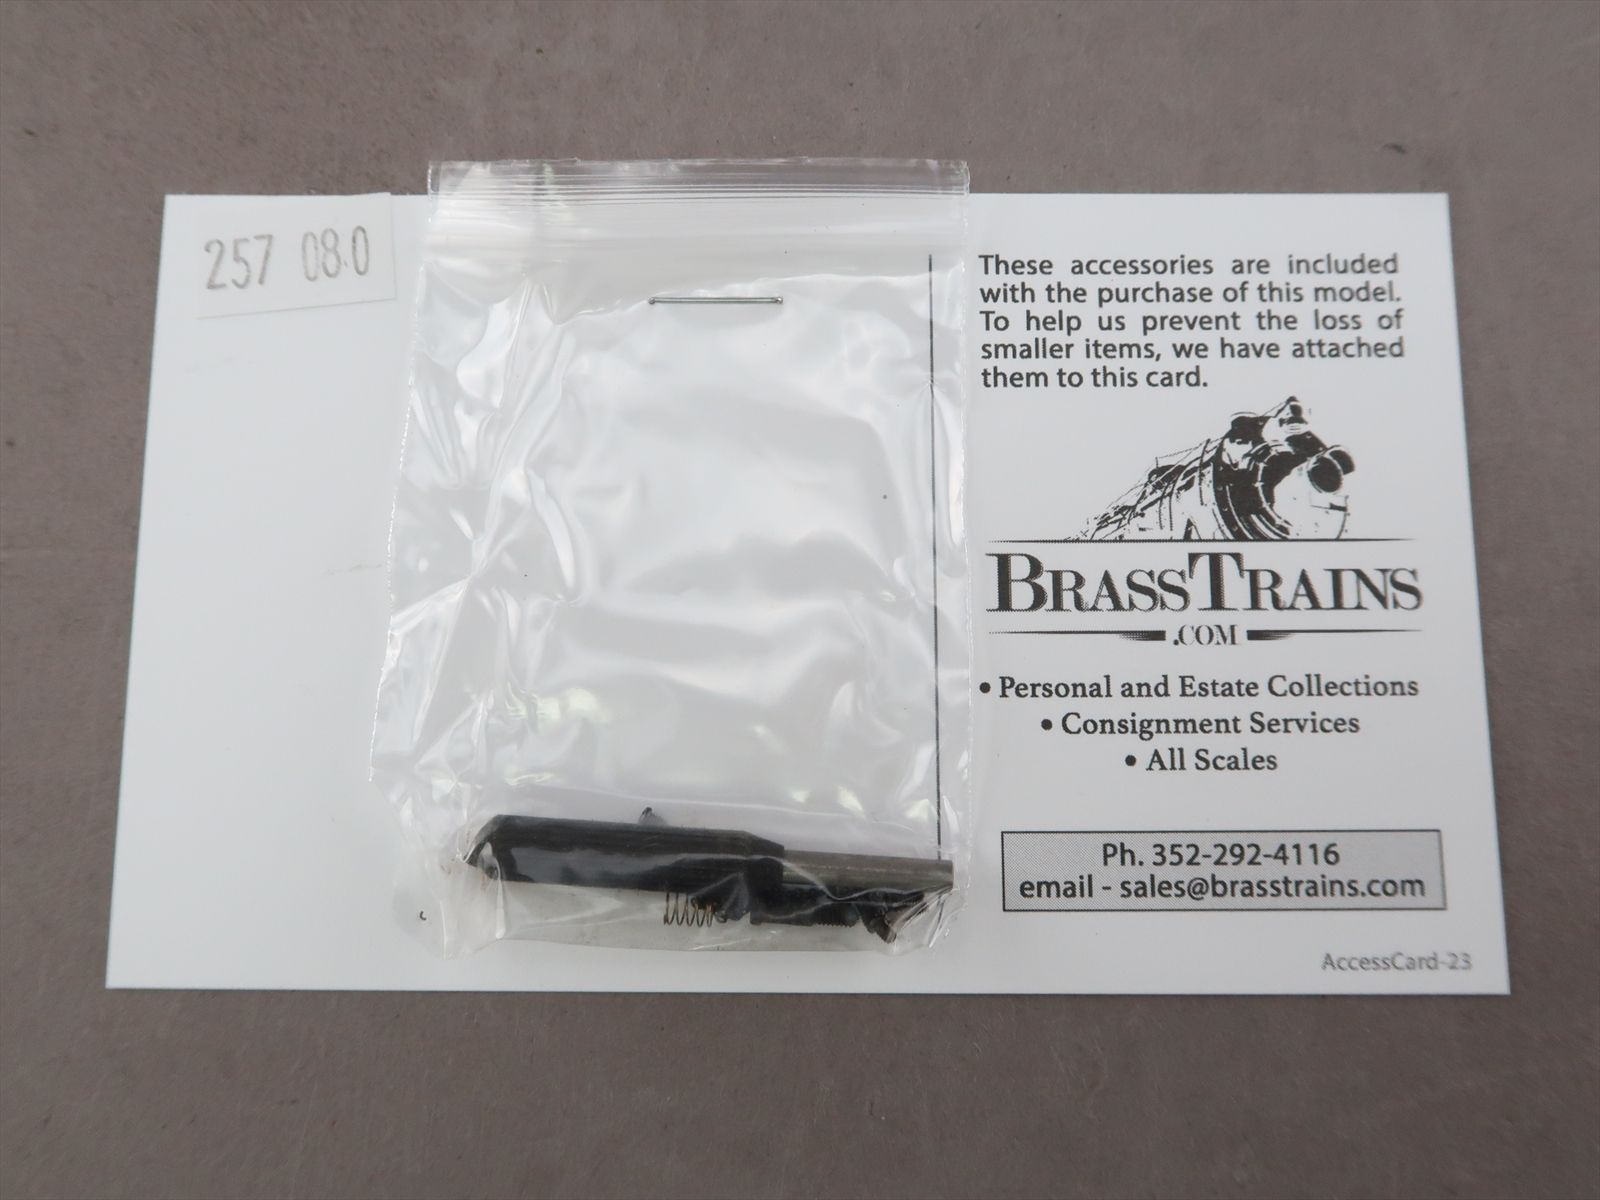 257 08.0
These accessories are included
with the purchase of this model.
To help us prevent the loss of
smaller items, we have attached
them to this card.
BRASSTRAINS
.COM
• Personal and Estate Collections
• Consignment Services
• All Scales
Ph. 352-292-4116
email - sales@brasstrains.com
AccessCard-23